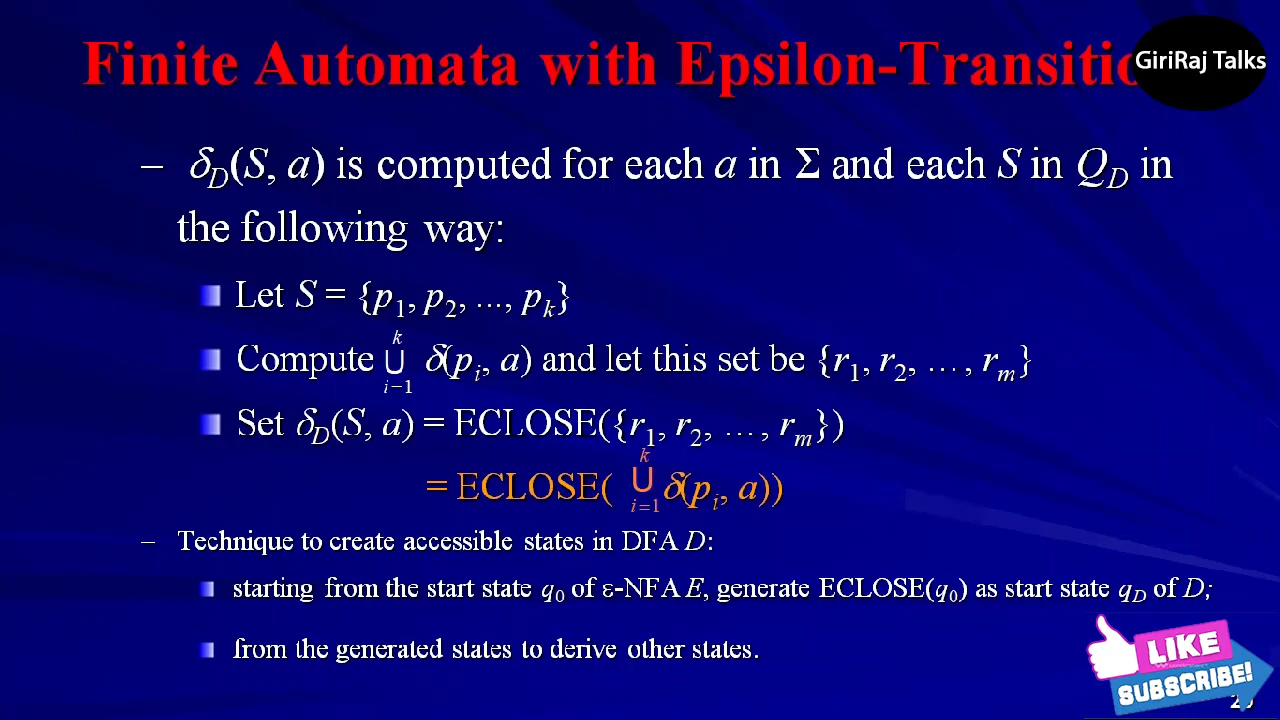 Finite Automata with Epsilon-Transitio
GiriRaj Talks
– δD(S, a) is computed for each a in Σ and each S in QD in
the following way:
Let S = {p1, p2, ..., pk}
Compute ∪ i=1 k δ(pi, a) and let this set be {r1, r2, …, rm}
Set δD(S, a) = ECLOSE({r1, r2, …, rm})
= ECLOSE( ∪ i=1 k δ(pi, a))
– Technique to create accessible states in DFA D:
starting from the start state q0 of ε-NFA E, generate ECLOSE(q0) as start state qD of D;
from the generated states to derive other states.
LIKE
SUBSCRIBE!